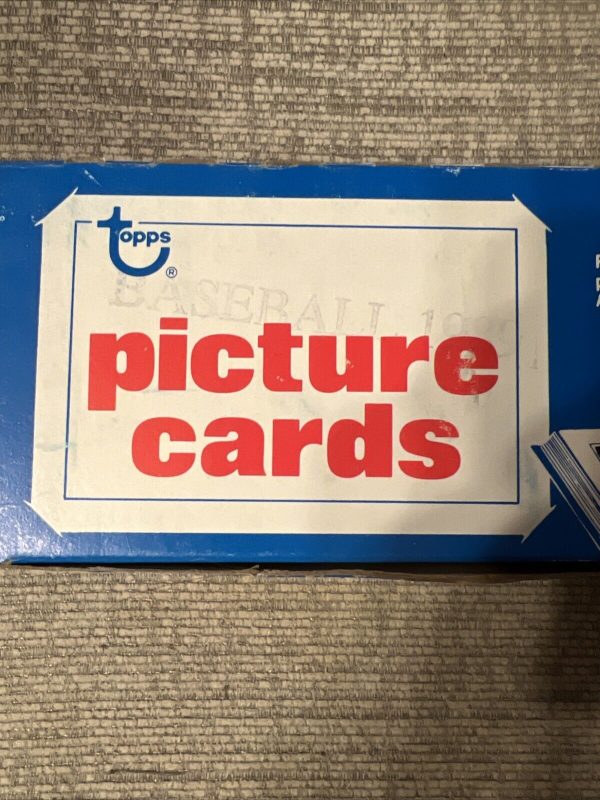 topps
®
BASEBALL
picture
cards